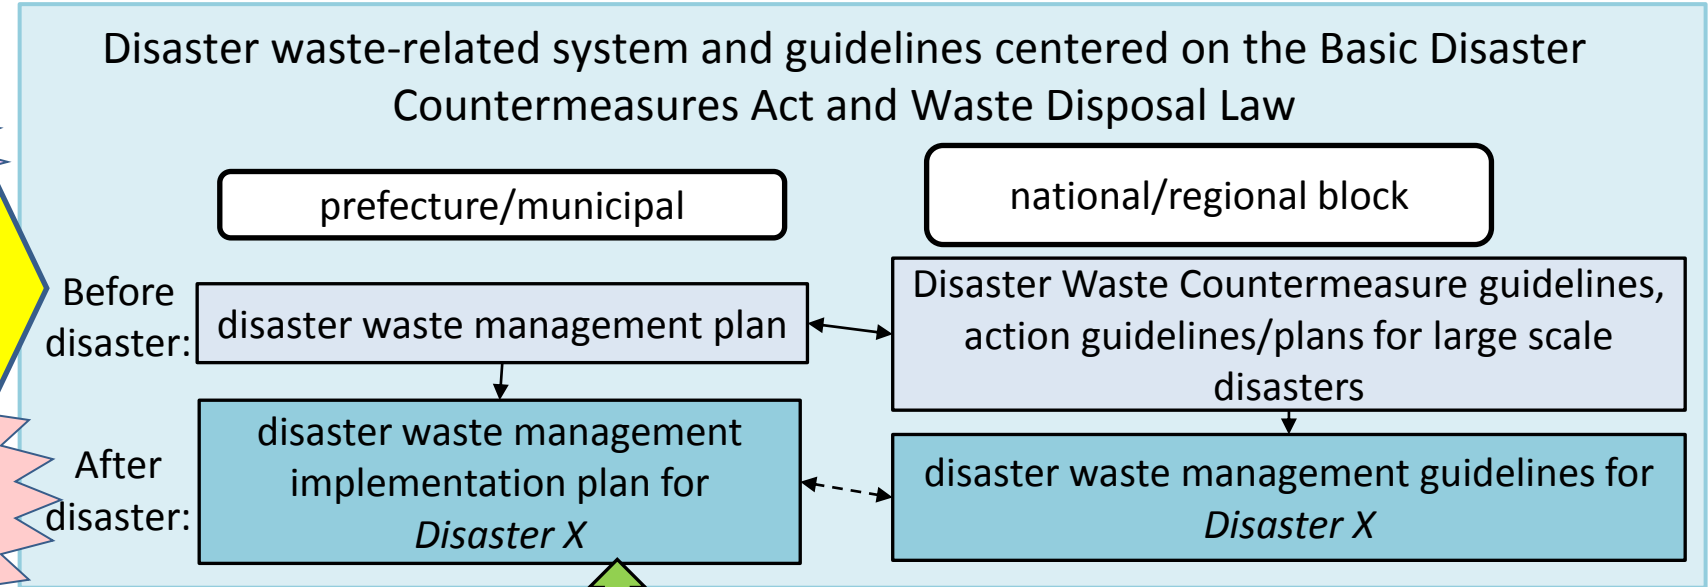 Disaster waste-related system and guidelines centered on the Basic Disaster
Countermeasures Act and Waste Disposal Law
prefecture/municipal
national/regional block
Before
disaster:
disaster waste management plan
Disaster Waste Countermeasure guidelines,
action guidelines/plans for large scale
disasters
After
disaster:
disaster waste management
implementation plan for
Disaster X
disaster waste management guidelines for
Disaster X